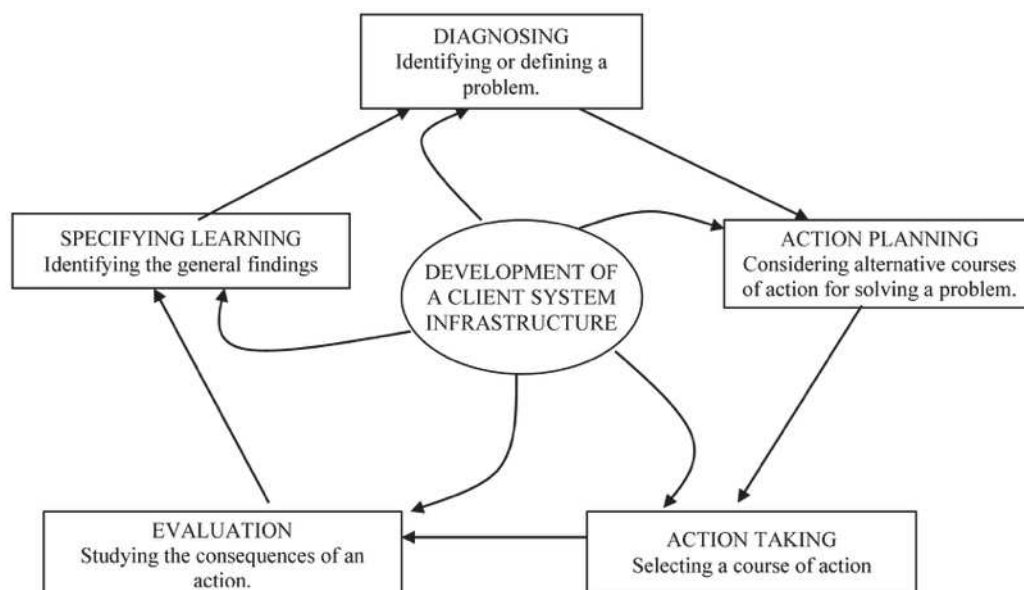 DIAGNOSING
Identifying or defining a
problem.
SPECIFYING LEARNING
Identifying the general findings
DEVELOPMENT OF
A CLIENT SYSTEM
INFRASTRUCTURE
ACTION PLANNING
Considering alternative courses
of action for solving a problem.
EVALUATION
Studying the consequences of an
action.
ACTION TAKING
Selecting a course of action